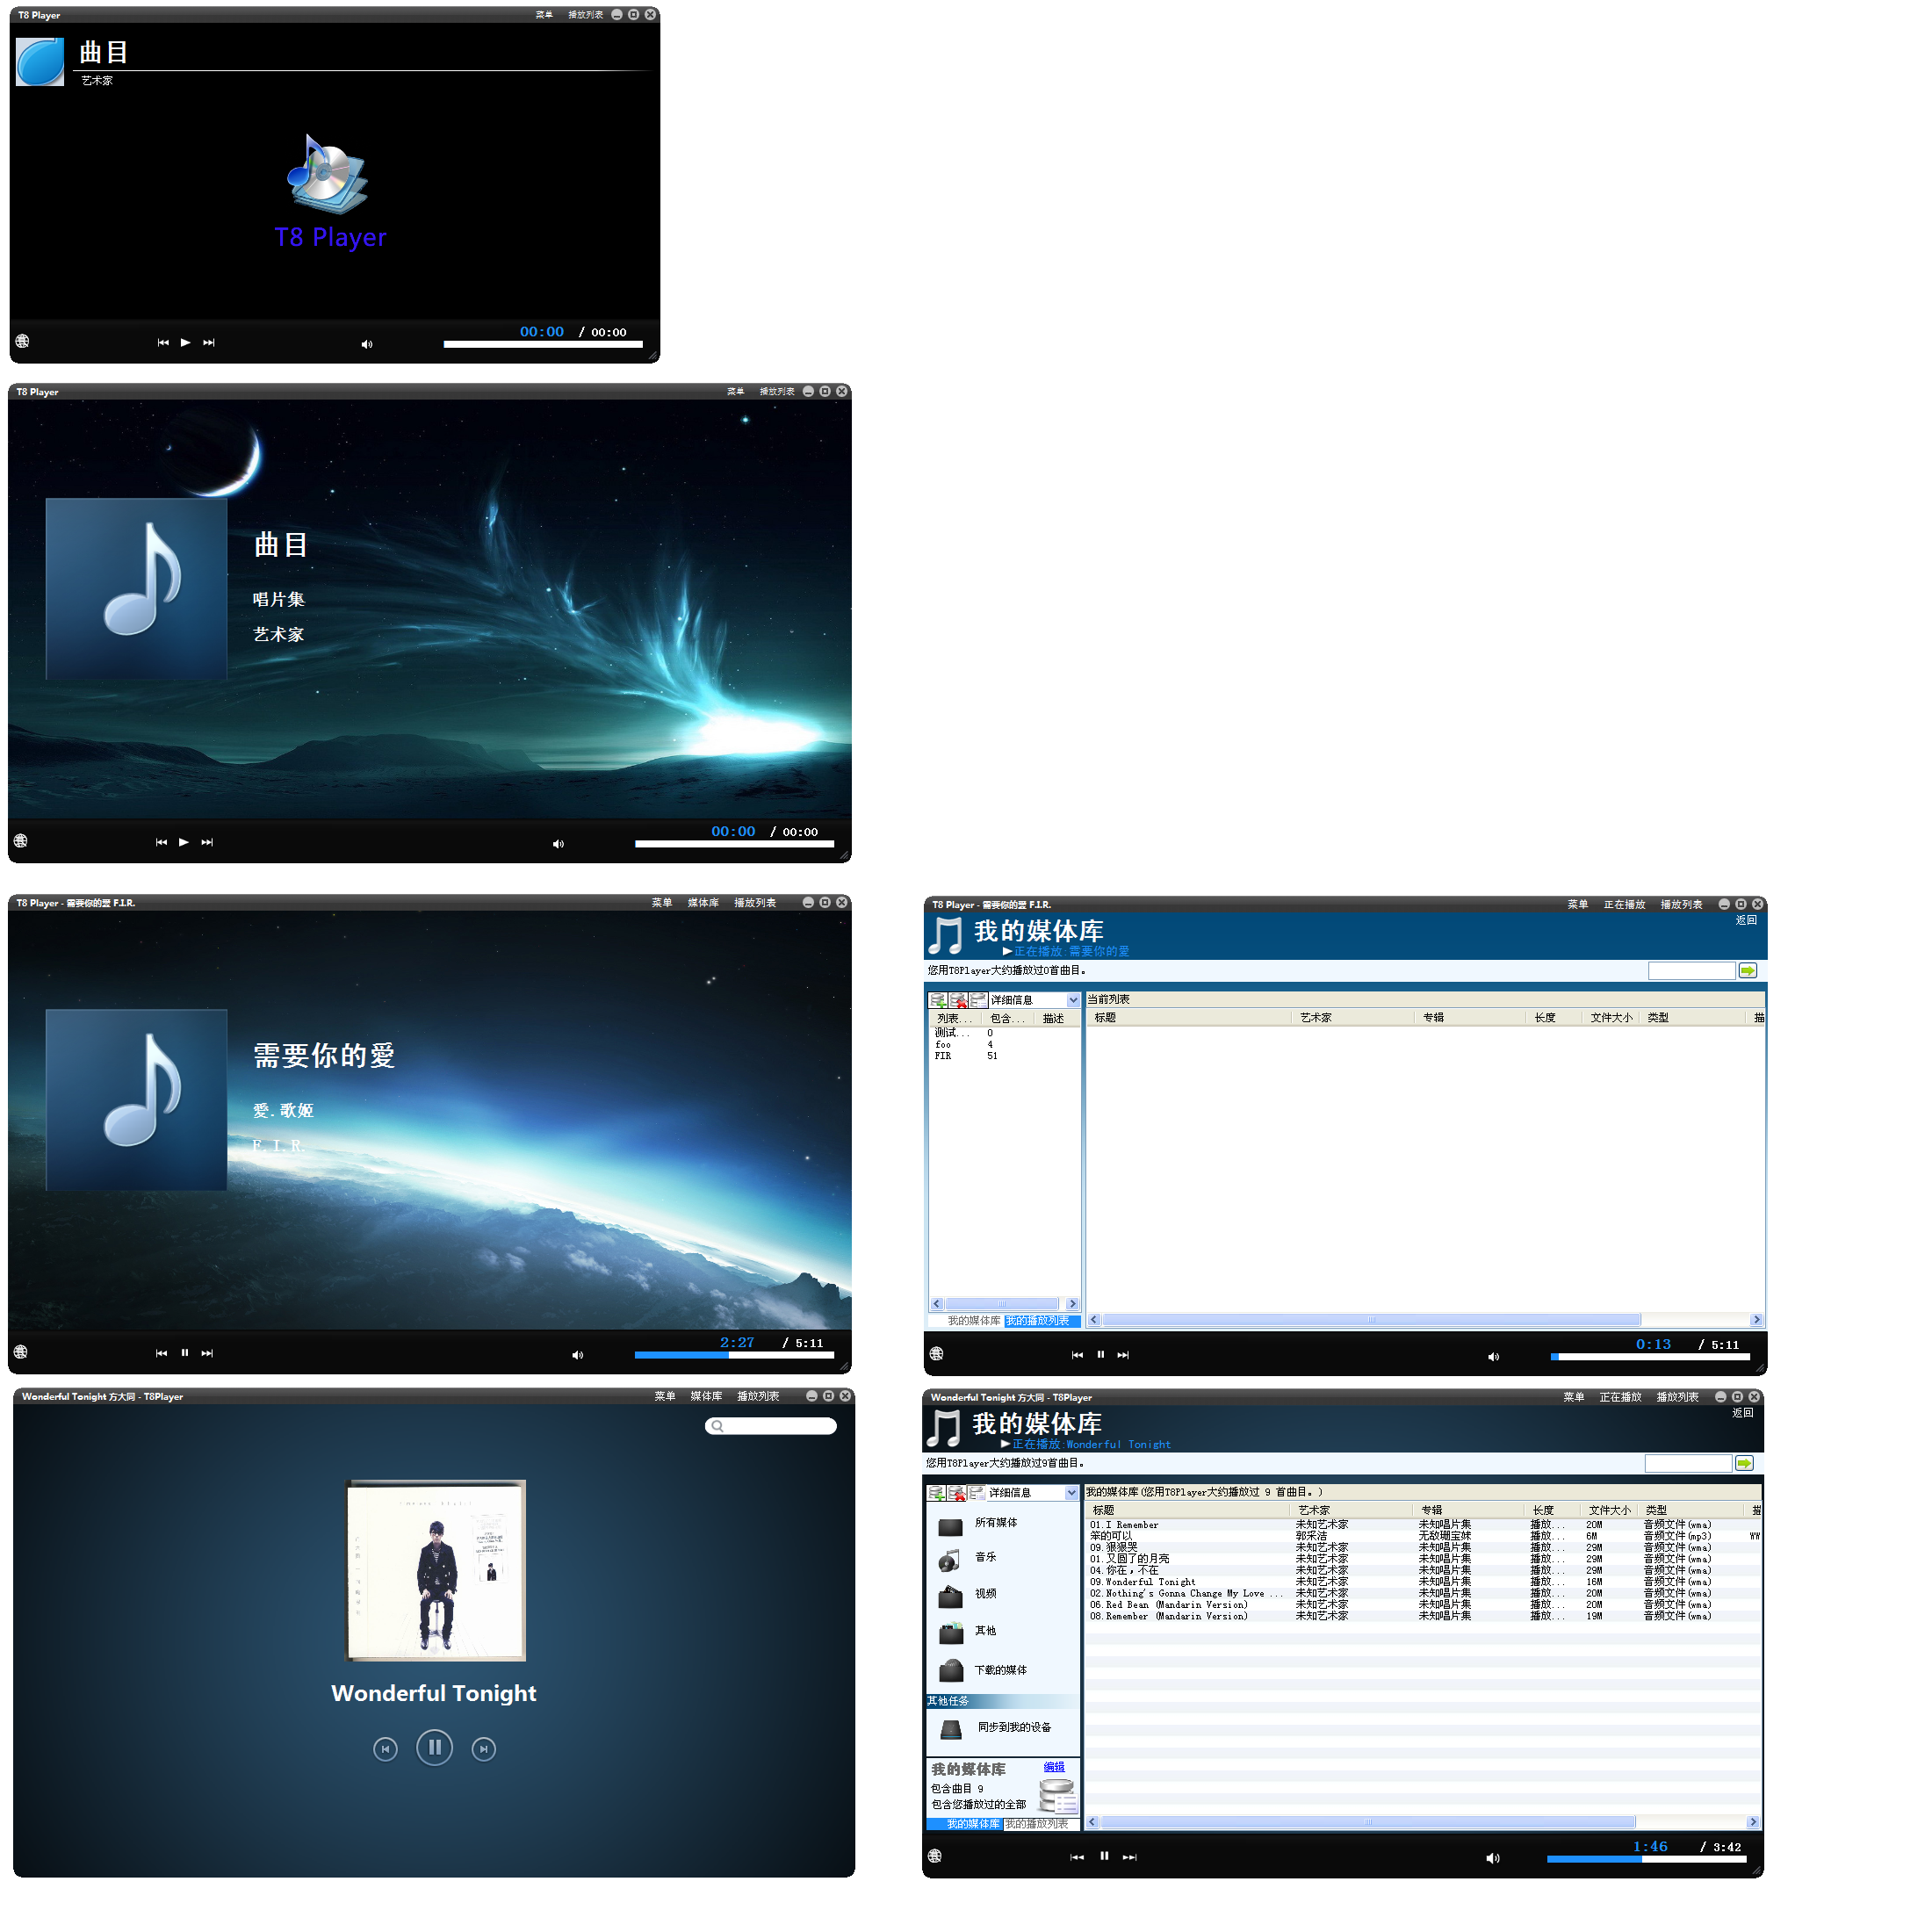 T8 Player 菜单 播放列表
曲目
艺术家
T8 Player
00:00 / 00:00
T8 Player 菜单 播放列表
曲目
唱片集
艺术家
00:00 / 00:00
T8 Player - 需要你的愛 F.I.R. 菜单 媒体库 播放列表
需要你的愛
愛.歌姬
F.I.R.
2:27 / 5:11
T8 Player - 需要你的愛 F.I.R. 菜单 正在播放 播放列表
返回
我的媒体库
正在播放:需要你的愛
您用T8Player大约播放过0首曲目。
详细信息 当前列表
列表... 包含... 描述 标题 艺术家 专辑 长度 文件大小 类型 描
测试... 0
foo 4
FIR 51
我的媒体库 我的播放列表
0:13 / 5:11
Wonderful Tonight 方大同 - T8Player 菜单 媒体库 播放列表
Wonderful Tonight
Wonderful Tonight 方大同 - T8Player 菜单 正在播放 播放列表
返回
我的媒体库
正在播放:Wonderful Tonight
您用T8Player大约播放过9首曲目。
详细信息 我的媒体库(您用T8Player大约播放过 9 首曲目。)
标题 艺术家 专辑 长度 文件大小 类型 描
01.I Remember 未知艺术家 未知唱片集 播放... 20M 音频文件(wma)
笨的可以 郭采洁 无敌珊宝妹 播放... 6M 音频文件(mp3) WW
09.狠狠哭 未知艺术家 未知唱片集 播放... 29M 音频文件(wma)
01.又圆了的月亮 未知艺术家 未知唱片集 播放... 29M 音频文件(wma)
04.你在,不在 未知艺术家 未知唱片集 播放... 29M 音频文件(wma)
09.Wonderful Tonight 未知艺术家 未知唱片集 播放... 16M 音频文件(wma)
02.Nothing's Gonna Change My Love ... 未知艺术家 未知唱片集 播放... 20M 音频文件(wma)
06.Red Bean (Mandarin Version) 未知艺术家 未知唱片集 播放... 20M 音频文件(wma)
08.Remember (Mandarin Version) 未知艺术家 未知唱片集 播放... 19M 音频文件(wma)
所有媒体
音乐
视频
其他
下载的媒体
其他任务
同步到我的设备
我的媒体库 编辑
包含曲目 9
包含您播放过的全部
我的媒体库 我的播放列表
1:46 / 3:42